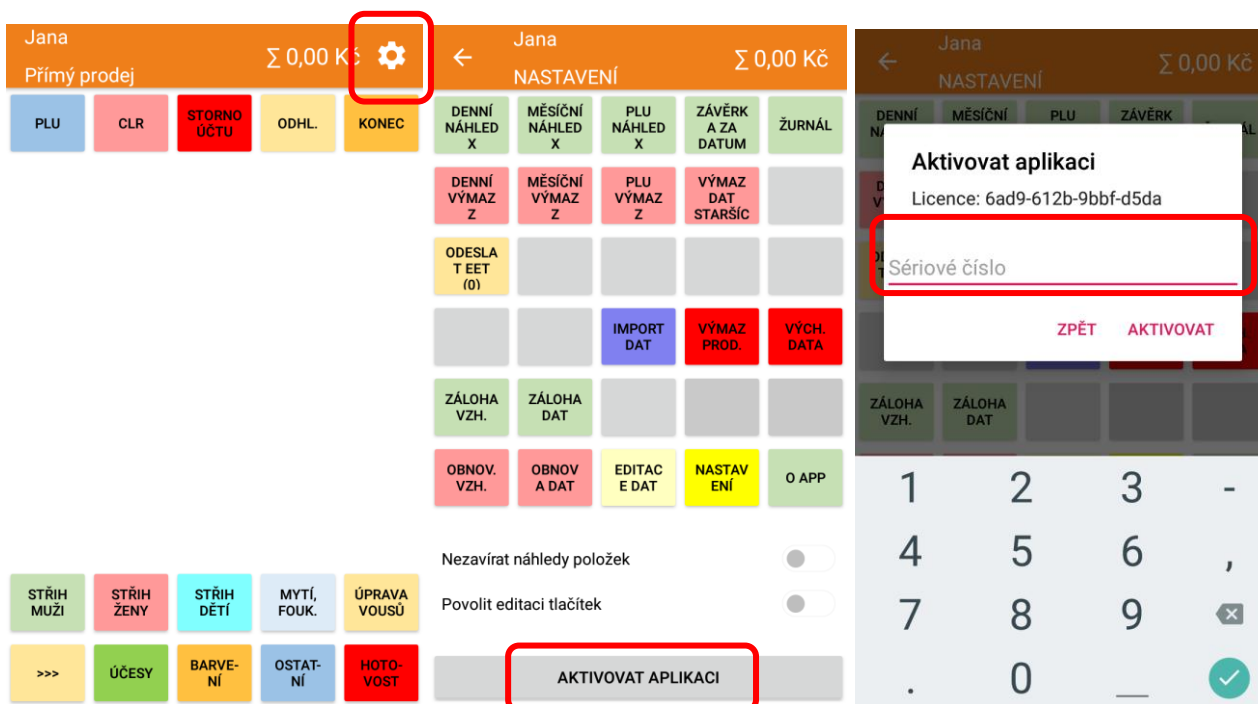 Jana
Přímý prodej
∑ 0,00 Kč
PLU
CLR
STORNO
ÚČTU
ODHL.
KONEC
STŘIH
MUŽI
STŘIH
ŽENY
STŘIH
DĚTÍ
MYTÍ,
FOUK.
ÚPRAVA
VOUSŮ
>>>
ÚČESY
BARVE-
NÍ
OSTAT-
NÍ
HOTO-
VOST
Jana
NASTAVENÍ
∑ 0,00 Kč
DENNÍ
NÁHLED
X
MĚSÍČNÍ
NÁHLED
X
PLU
NÁHLED
X
ZÁVĚRK
A ZA
DATUM
ŽURNÁL
DENNÍ
VÝMAZ
Z
MĚSÍČNÍ
VÝMAZ
Z
PLU
VÝMAZ
Z
VÝMAZ
DAT
STARŠÍC
ODESLA
T EET
(0)
IMPORT
DAT
VÝMAZ
PROD.
VÝCH.
DATA
ZÁLOHA
VZH.
ZÁLOHA
DAT
OBNOV.
VZH.
OBNOV
A DAT
EDITAC
E DAT
NASTAV
ENÍ
O APP
Nezavírat náhledy položek
Povolit editaci tlačítek
AKTIVOVAT APLIKACI
Jana
NASTAVENÍ
∑ 0,00 Kč
DENNÍ
MĚSÍČNÍ
PLU
ZÁVĚRK
Aktivovat aplikaci
Licence: 6ad9-612b-9bbf-d5da
Sériové číslo
ZPĚT
AKTIVOVAT
ZÁLOHA
VZH.
ZÁLOHA
DAT
1 2 3 -
4 5 6 ,
7 8 9
. 0 _